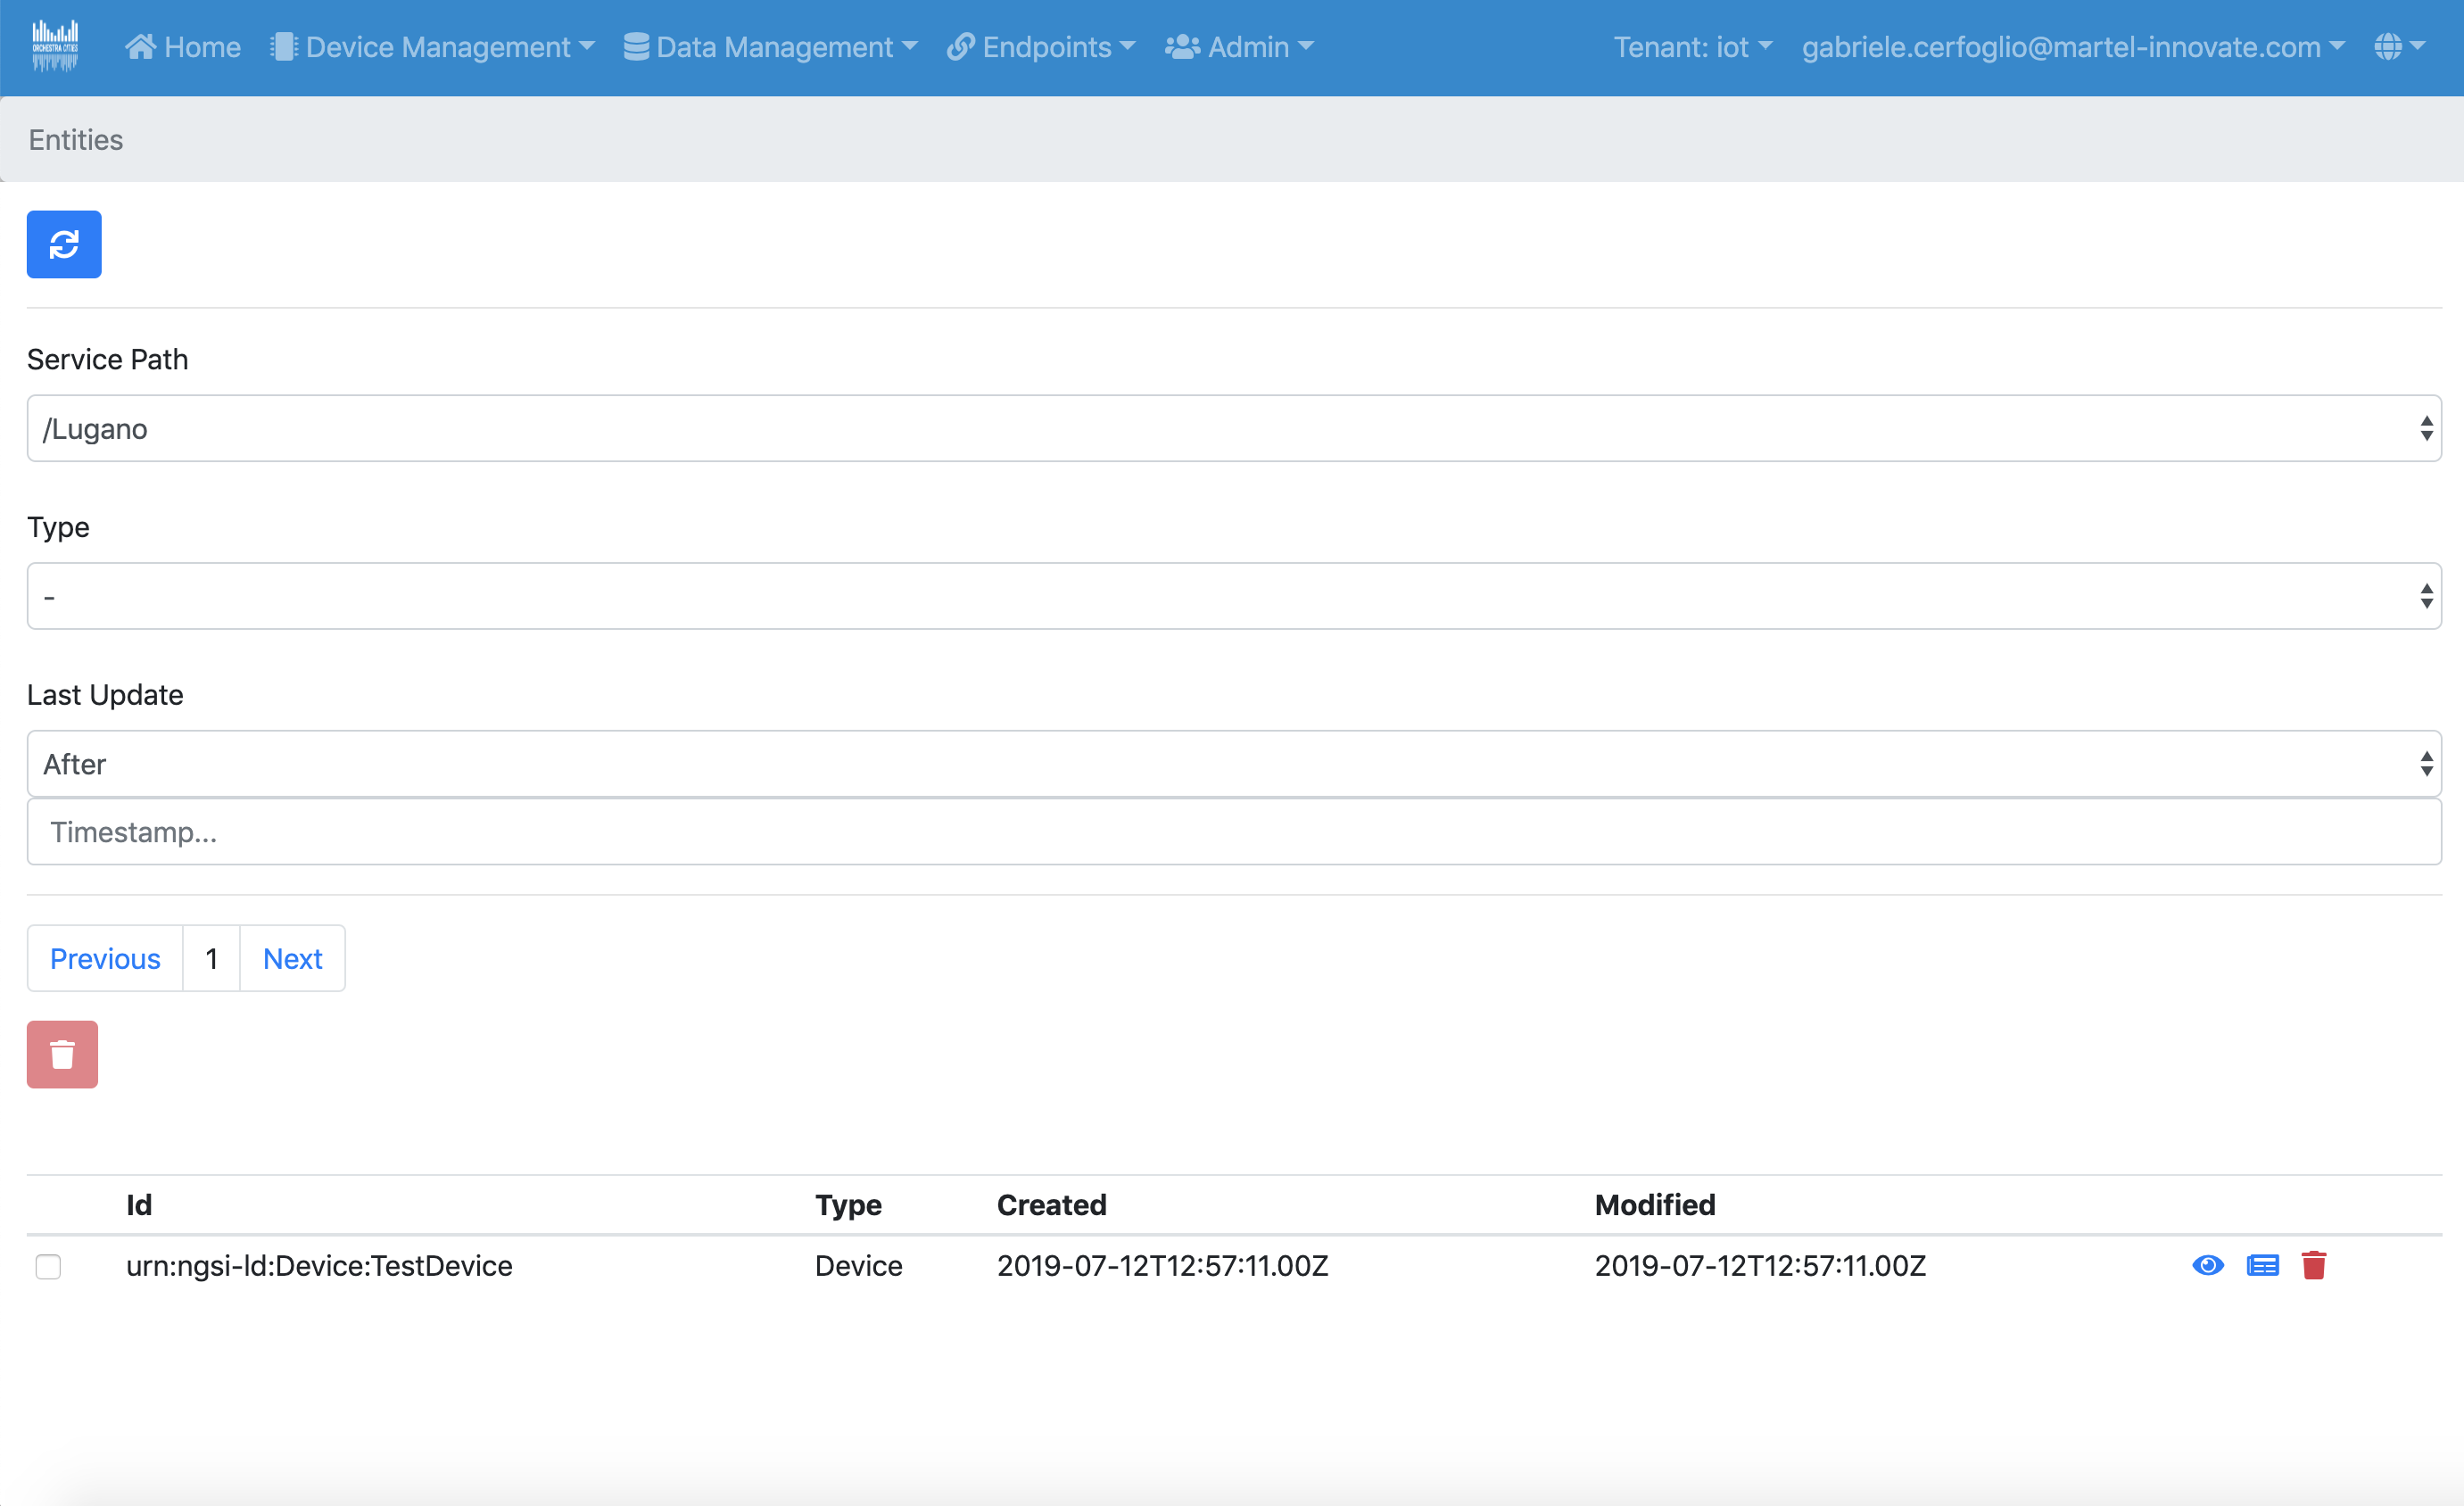 ORCHESTRA CITIES
Home Device Management Data Management Endpoints Admin Tenant: iot gabriele.cerfoglio@martel-innovate.com
Entities
Service Path
/Lugano
Type
-
Last Update
After
Timestamp...
Previous 1 Next
Id Type Created Modified
urn:ngsi-ld:Device:TestDevice Device 2019-07-12T12:57:11.00Z 2019-07-12T12:57:11.00Z